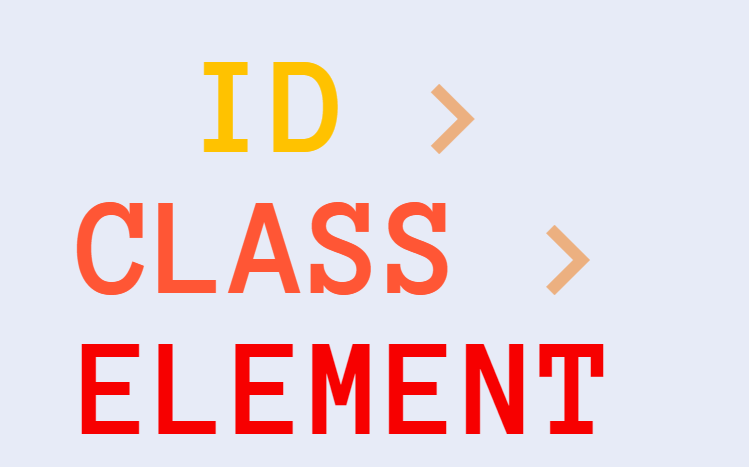 ID >
CLASS >
ELEMENT